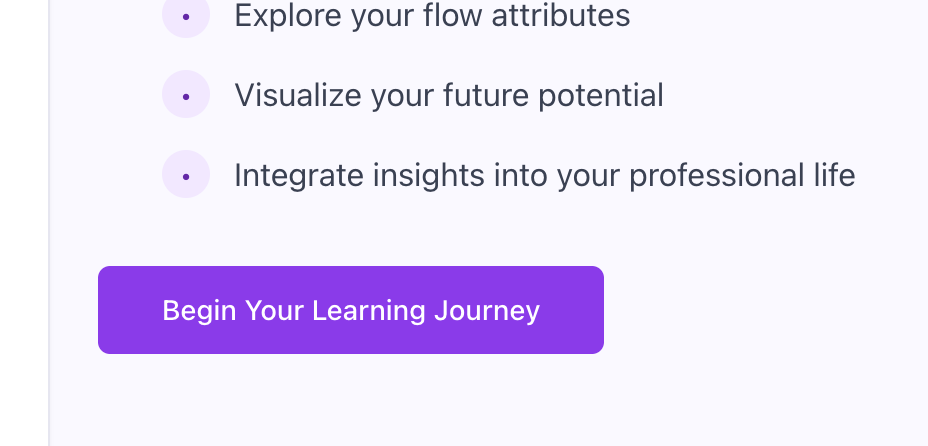 Explore your flow attributes
Visualize your future potential
Integrate insights into your professional life
Begin Your Learning Journey